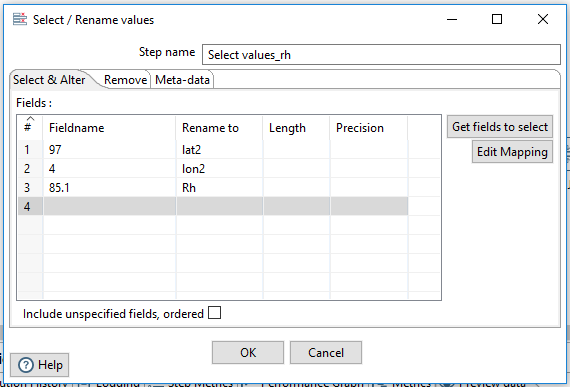 Select / Rename values
Step name Select values_rh
Select & Alter Remove Meta-data
Fields :
# Fieldname Rename to Length Precision
1 97 lat2
2 4 lon2
3 85.1 Rh
4
Get fields to select
Edit Mapping
Include unspecified fields, ordered
OK Cancel
Help